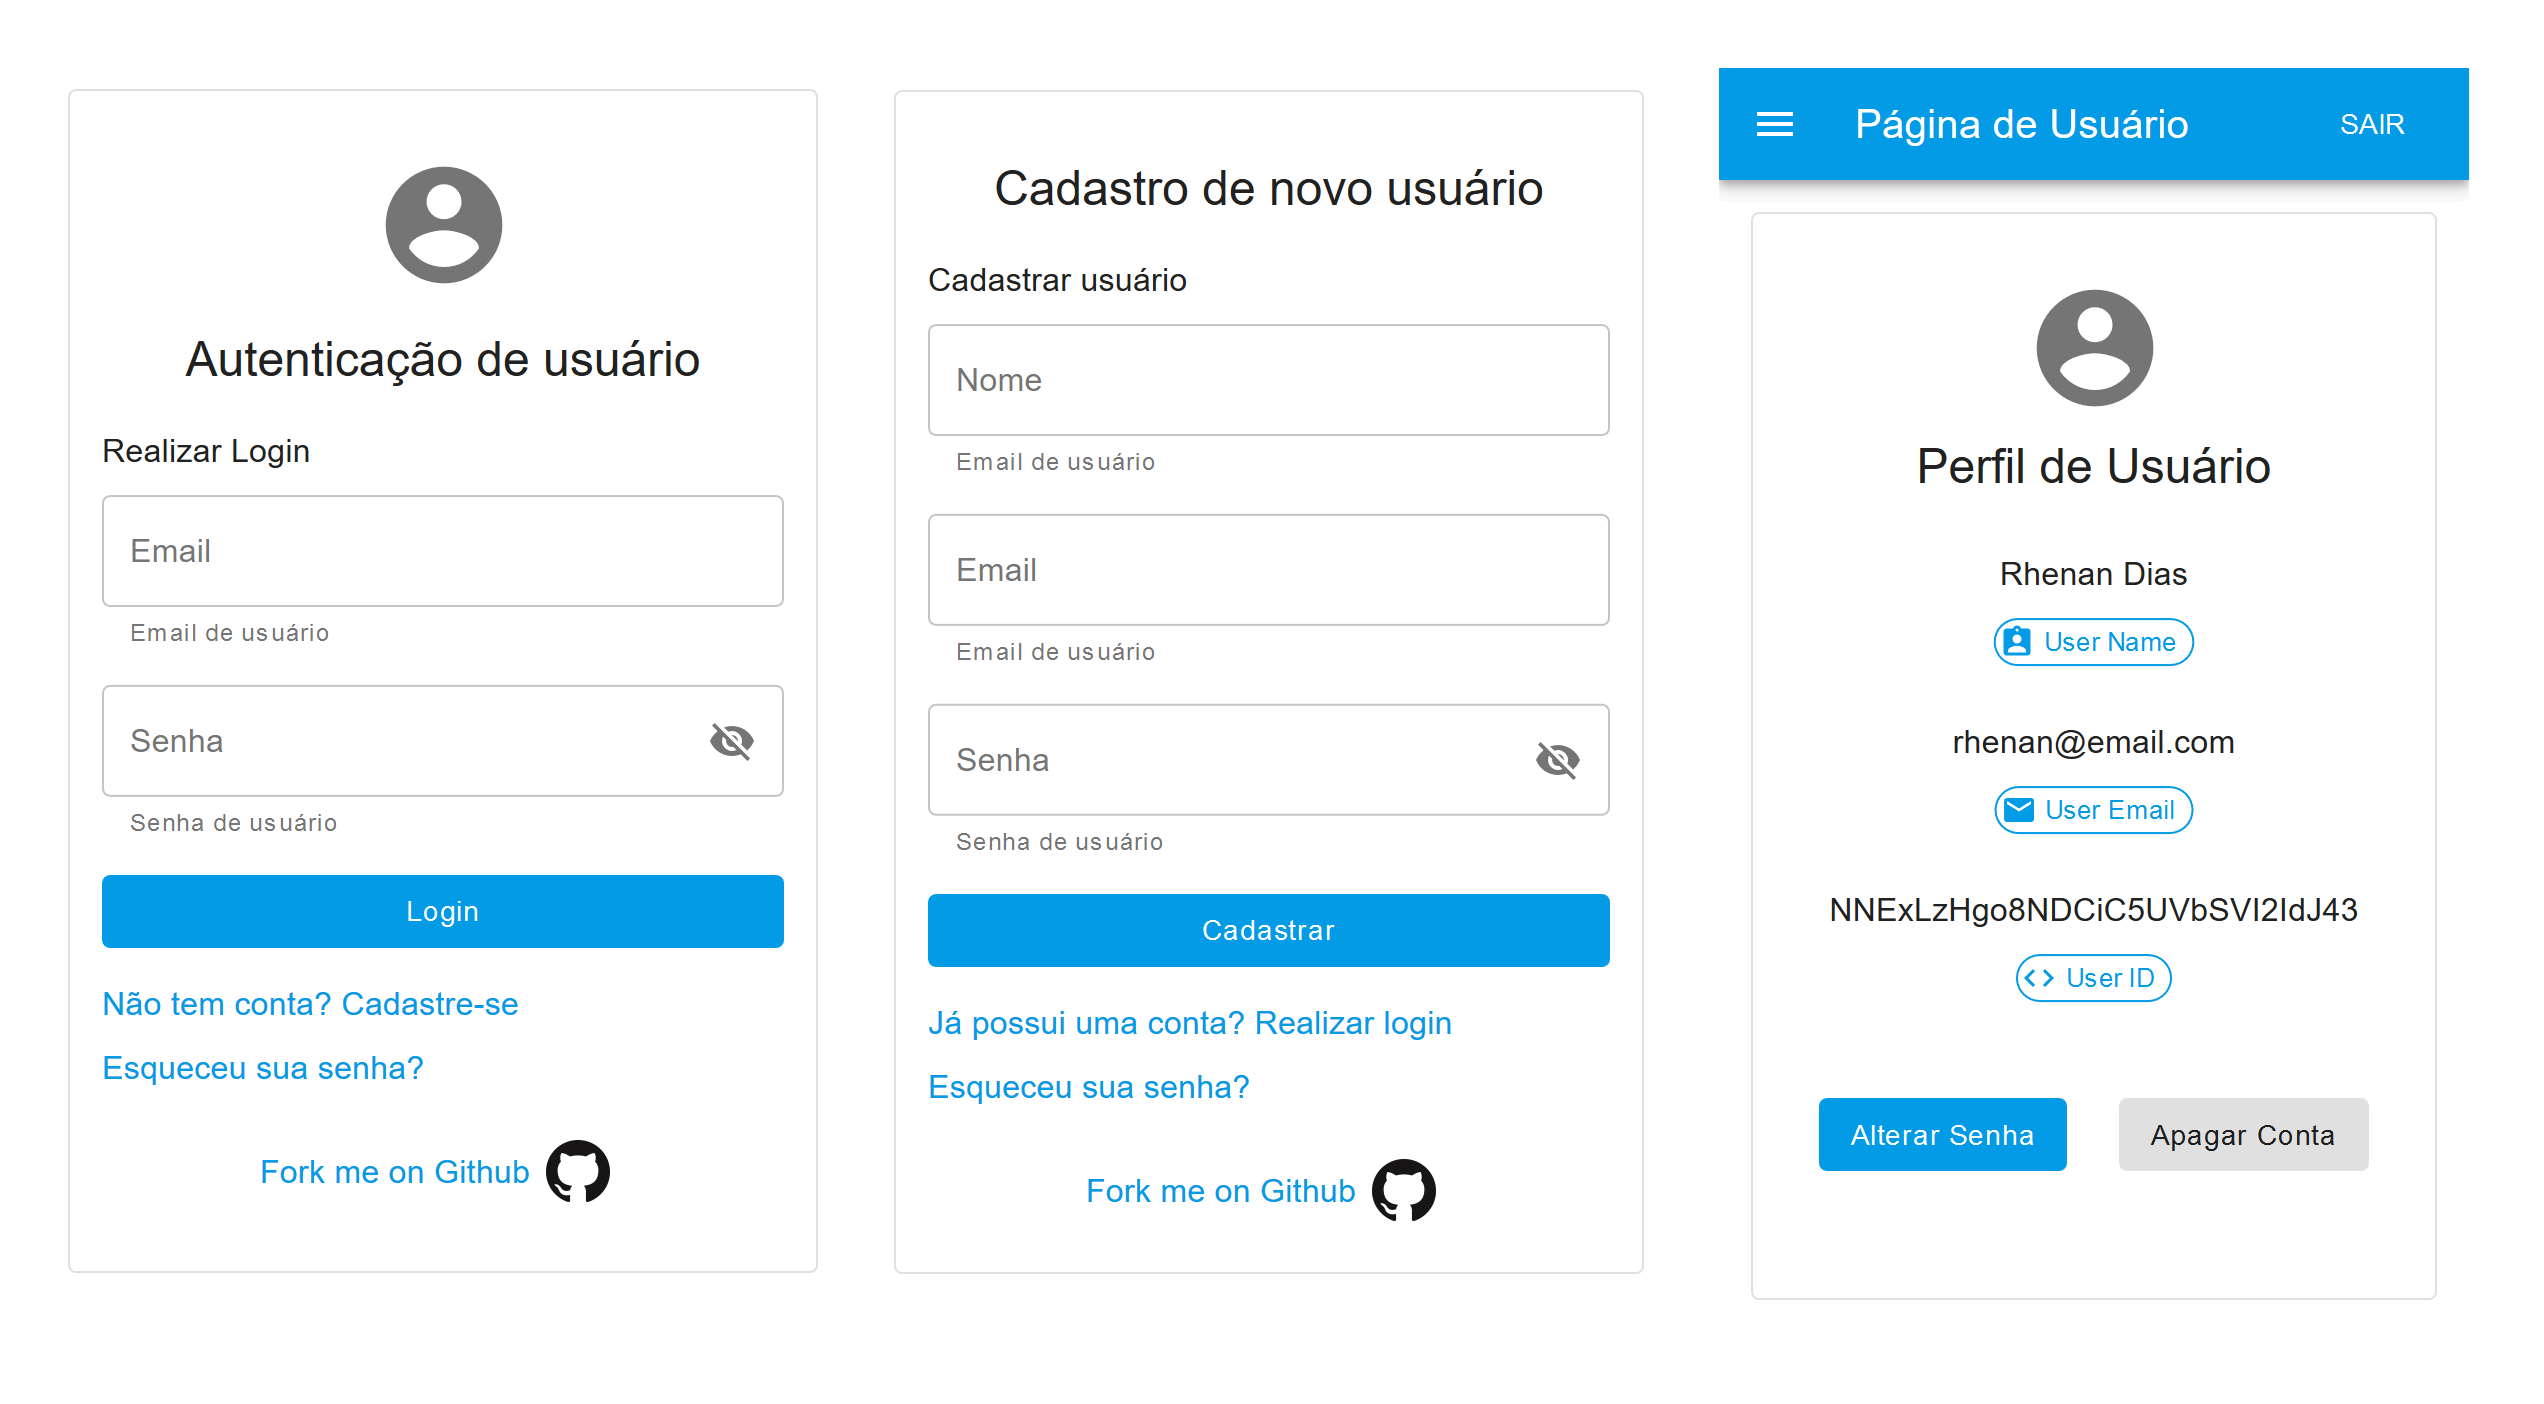 Autenticação de usuário
Realizar Login
Email
Email de usuário
Senha
Senha de usuário
Login
Não tem conta? Cadastre-se
Esqueceu sua senha?
Fork me on Github
Cadastro de novo usuário
Cadastrar usuário
Nome
Email de usuário
Email
Email de usuário
Senha
Senha de usuário
Cadastrar
Já possui uma conta? Realizar login
Esqueceu sua senha?
Fork me on Github
Página de Usuário SAIR
Perfil de Usuário
Rhenan Dias
User Name
rhenan@email.com
User Email
NNExLzHgo8NDCiC5UVbSVI2IdJ43
User ID
Alterar Senha Apagar Conta